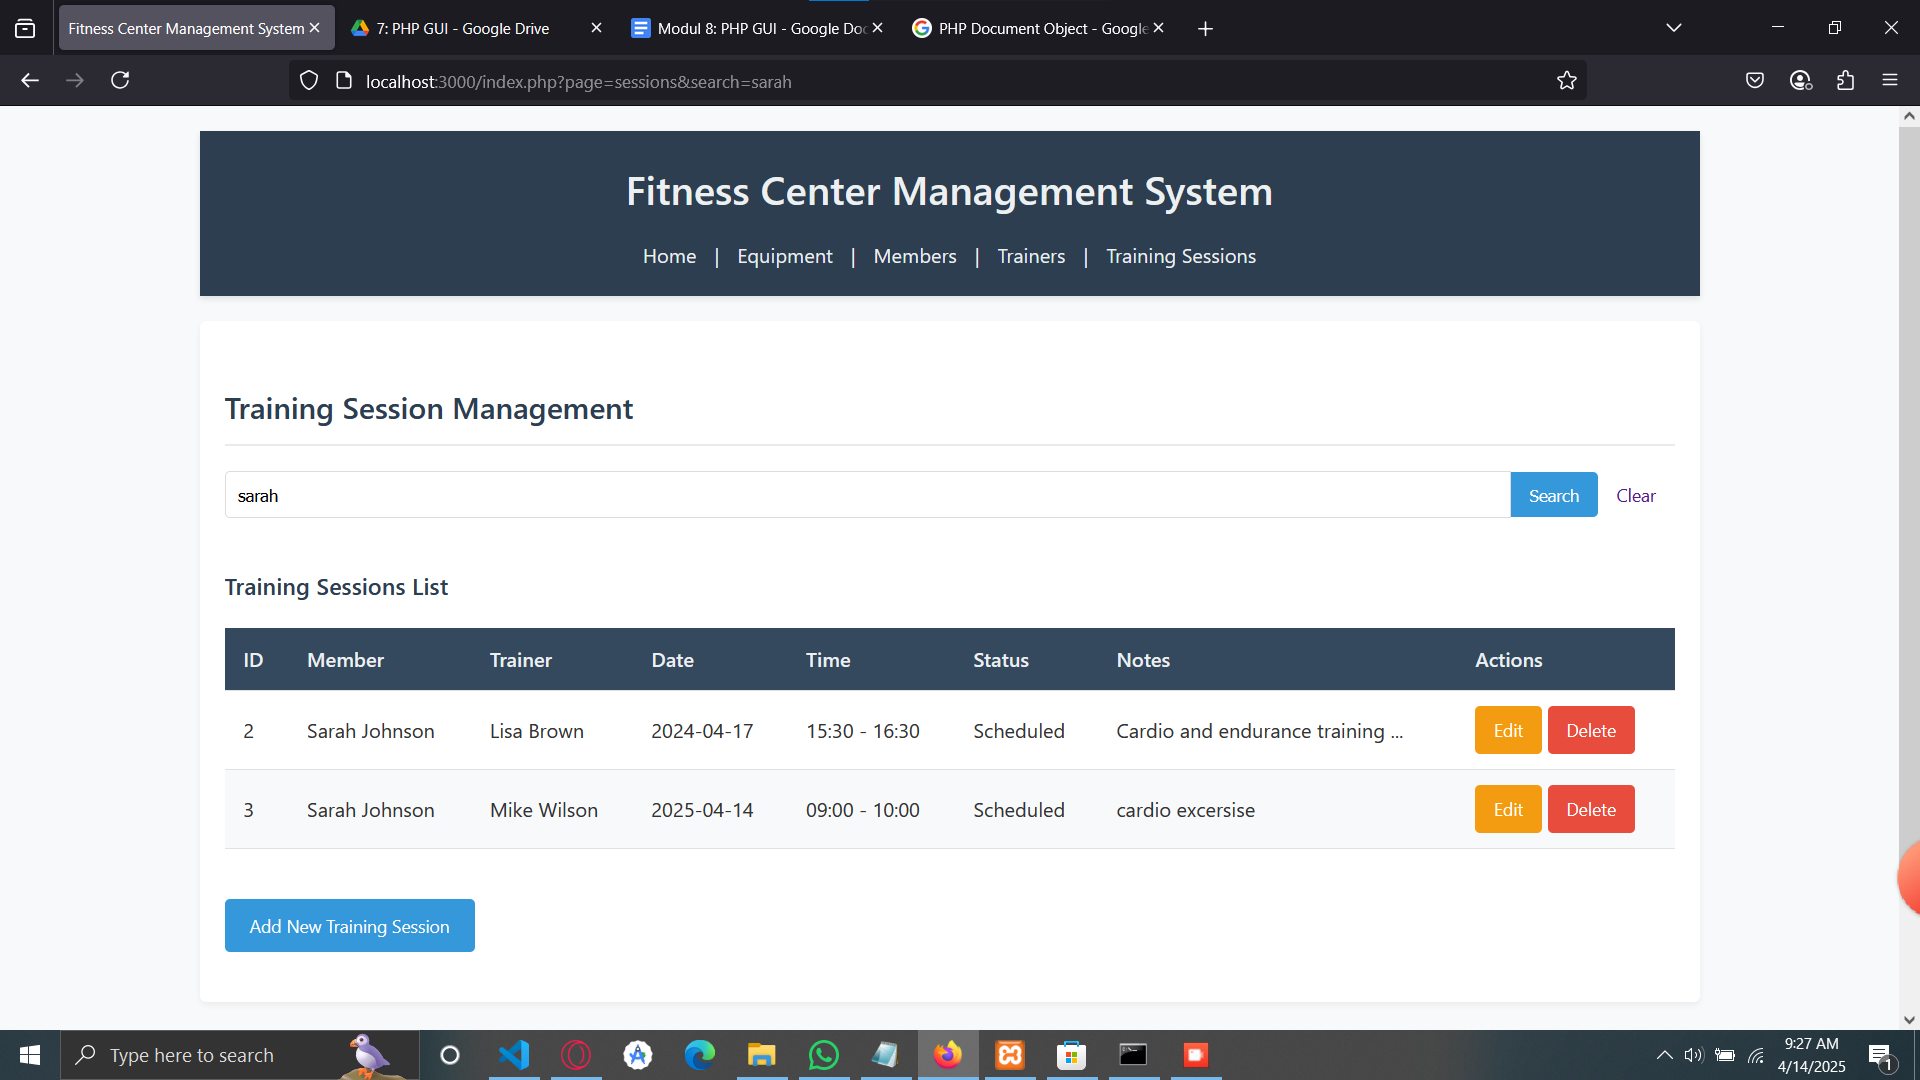 Fitness Center Management System
7: PHP GUI - Google Drive
Modul 8: PHP GUI - Google Doc
PHP Document Object - Google
localhost:3000/index.php?page=sessions&search=sarah
Fitness Center Management System
Home | Equipment | Members | Trainers | Training Sessions
Training Session Management
sarah Search Clear
Training Sessions List
ID Member Trainer Date Time Status Notes Actions
2 Sarah Johnson Lisa Brown 2024-04-17 15:30 - 16:30 Scheduled Cardio and endurance training ... Edit Delete
3 Sarah Johnson Mike Wilson 2025-04-14 09:00 - 10:00 Scheduled cardio excersise Edit Delete
Add New Training Session
Type here to search
9:27 AM
4/14/2025
1